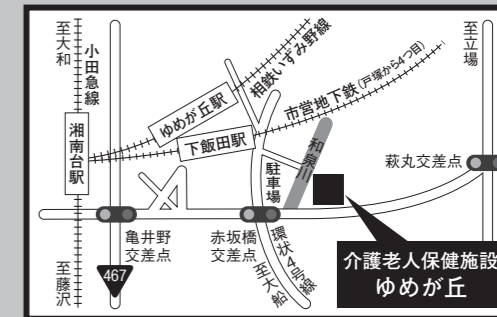 至大和
小田急線
湘南台駅
至藤沢
ゆめが丘駅
相鉄いずみ野線
下飯田駅
市営地下鉄(戸塚から4つ目)
和泉川
駐車場
至立場
萩丸交差点
亀井野
交差点
467
赤坂橋
交差点
環状4号線
至大船
介護老人保健施設
ゆめが丘